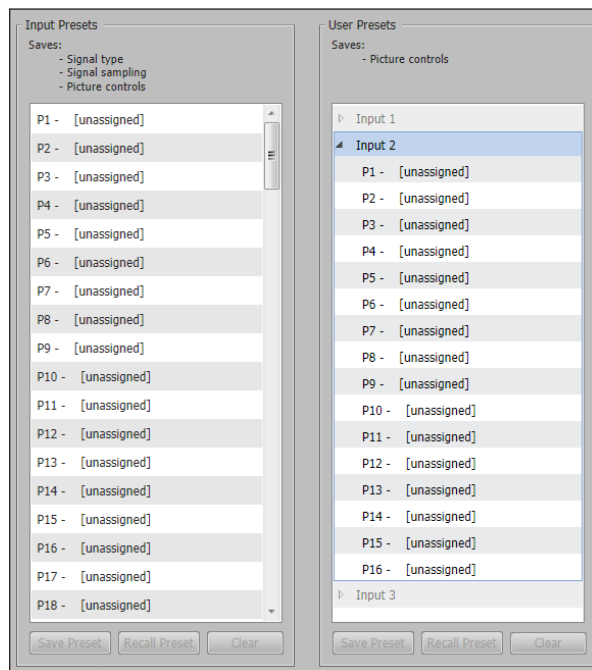 Input Presets
Saves:
- Signal type
- Signal sampling
- Picture controls
P1 - [unassigned]
P2 - [unassigned]
P3 - [unassigned]
P4 - [unassigned]
P5 - [unassigned]
P6 - [unassigned]
P7 - [unassigned]
P8 - [unassigned]
P9 - [unassigned]
P10 - [unassigned]
P11 - [unassigned]
P12 - [unassigned]
P13 - [unassigned]
P14 - [unassigned]
P15 - [unassigned]
P16 - [unassigned]
P17 - [unassigned]
P18 - [unassigned]
Save Preset Recall Preset Clear
User Presets
Saves:
- Picture controls
Input 1
Input 2
P1 - [unassigned]
P2 - [unassigned]
P3 - [unassigned]
P4 - [unassigned]
P5 - [unassigned]
P6 - [unassigned]
P7 - [unassigned]
P8 - [unassigned]
P9 - [unassigned]
P10 - [unassigned]
P11 - [unassigned]
P12 - [unassigned]
P13 - [unassigned]
P14 - [unassigned]
P15 - [unassigned]
P16 - [unassigned]
Input 3
Save Preset Recall Preset Clear